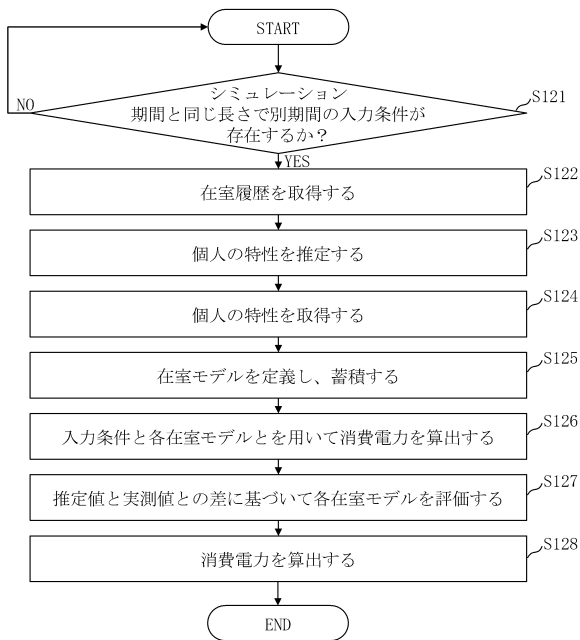 START
シミュレーション
期間と同じ長さで別期間の入力条件が
存在するか？
S121
NO
YES
在室履歴を取得する
S122
個人の特性を推定する
S123
個人の特性を取得する
S124
在室モデルを定義し、蓄積する
S125
入力条件と各在室モデルとを用いて消費電力を算出する
S126
推定値と実測値との差に基づいて各在室モデルを評価する
S127
消費電力を算出する
S128
END